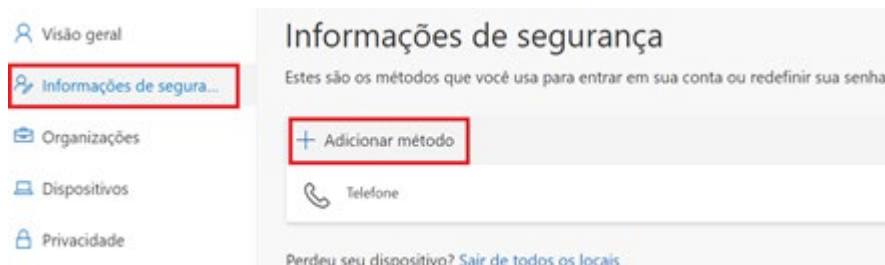 Visão geral
Informações de segura...
Organizações
Dispositivos
Privacidade
Informações de segurança
Estes são os métodos que você usa para entrar em sua conta ou redefinir sua senha
+ Adicionar método
Telefone
Perdeu seu dispositivo? Sair de todos os locais